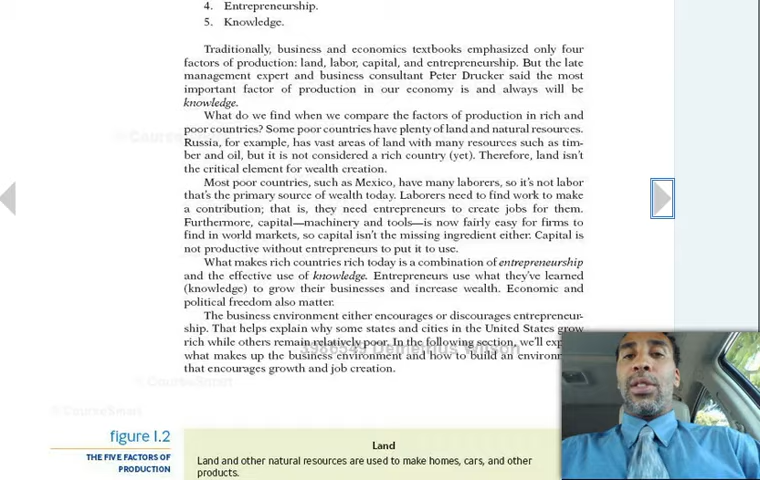 4. Entrepreneurship.
5. Knowledge.
Traditionally, business and economics textbooks emphasized only four
factors of production: land, labor, capital, and entrepreneurship. But the late
management expert and business consultant Peter Drucker said the most
important factor of production in our economy is and always will be
knowledge.
What do we find when we compare the factors of production in rich and
poor countries? Some poor countries have plenty of land and natural resources.
Russia, for example, has vast areas of land with many resources such as tim-
ber and oil, but it is not considered a rich country (yet). Therefore, land isn't
the critical element for wealth creation.
Most poor countries, such as Mexico, have many laborers, so it's not labor
that's the primary source of wealth today. Laborers need to find work to make
a contribution; that is, they need entrepreneurs to create jobs for them.
Furthermore, capital—machinery and tools—is now fairly easy for firms to
find in world markets, so capital isn't the missing ingredient either. Capital is
not productive without entrepreneurs to put it to use.
What makes rich countries rich today is a combination of entrepreneurship
and the effective use of knowledge. Entrepreneurs use what they've learned
(knowledge) to grow their businesses and increase wealth. Economic and
political freedom also matter.
The business environment either encourages or discourages entrepreneur-
ship. That helps explain why some states and cities in the United States grow
rich while others remain relatively poor. In the following section, we'll
what makes up the business environment and how to build an
that encourages growth and job creation.
CourseSmart
CourseSmart
figure I.2
THE FIVE FACTORS OF
PRODUCTION
Land
Land and other natural resources are used to make homes, cars, and other
products.